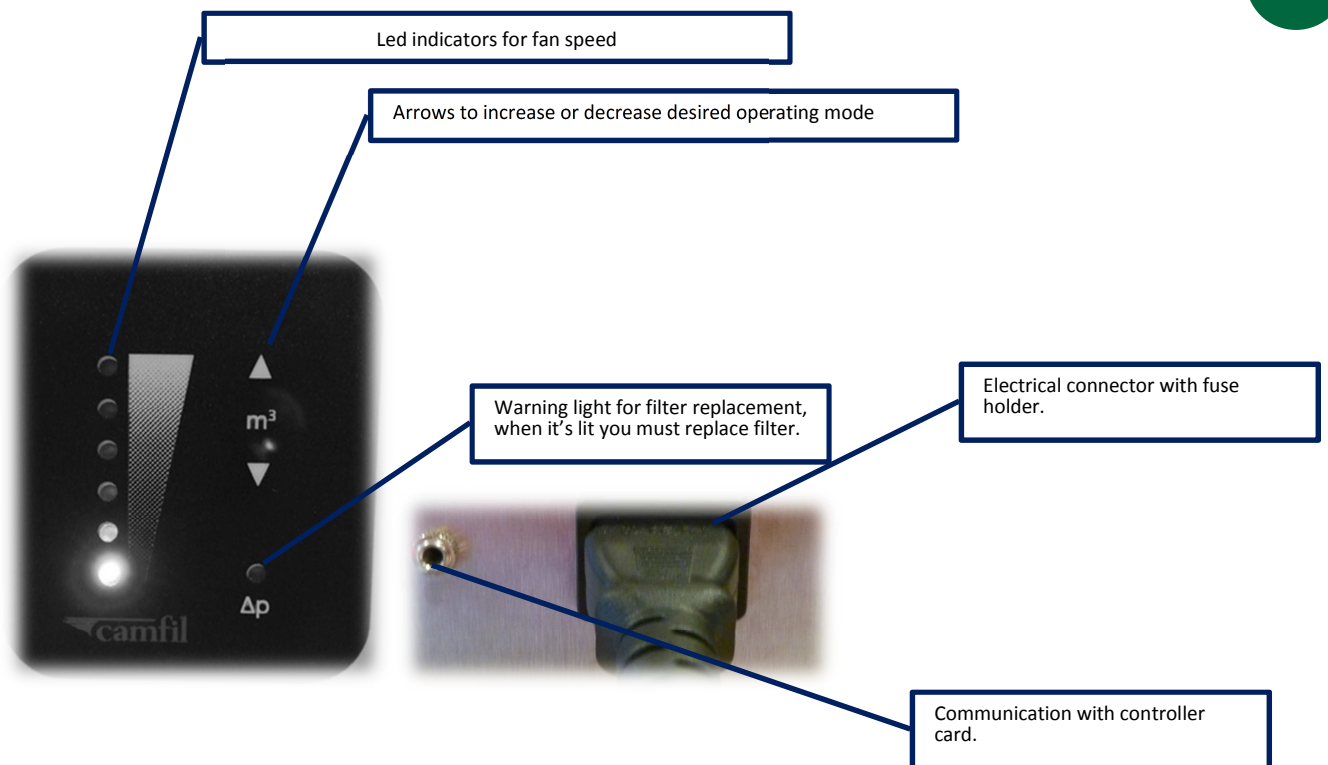 Led indicators for fan speed
Arrows to increase or decrease desired operating mode
Electrical connector with fuse
holder.
Warning light for filter replacement,
when it’s lit you must replace filter.
m³
Δp
camfil
Communication with controller
card.